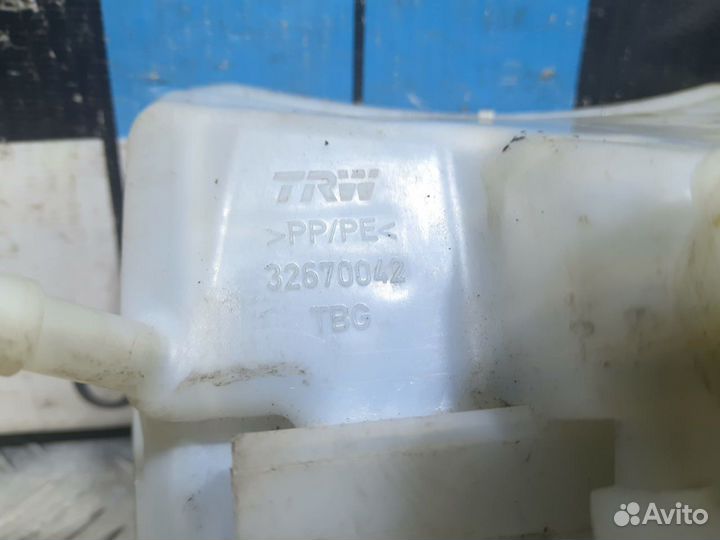 TRW
>PP/PE<
32670042
TBG
Avito